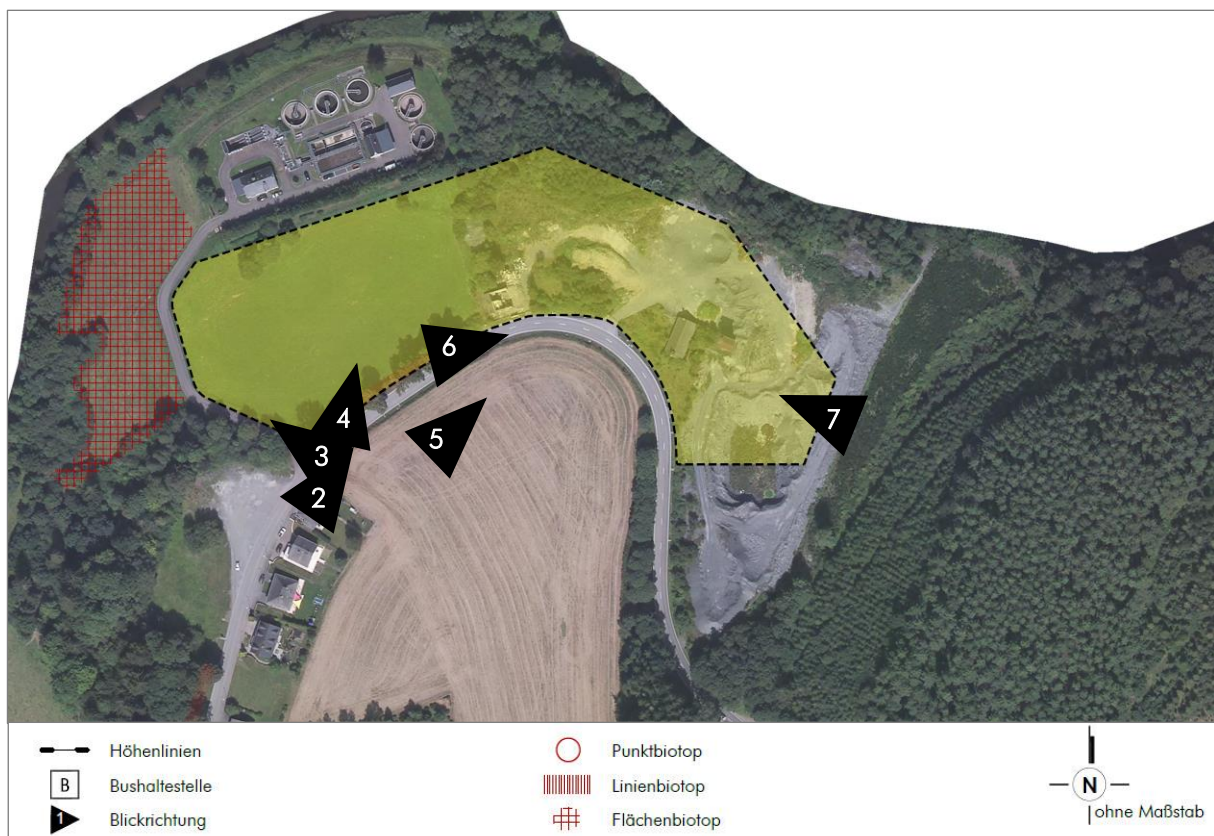 6
4
7
5
3
2
Höhenlinien
B Bushaltestelle
1 Blickrichtung
Punktbiotop
Linienbiotop
Flächenbiotop
N
ohne Maßstab